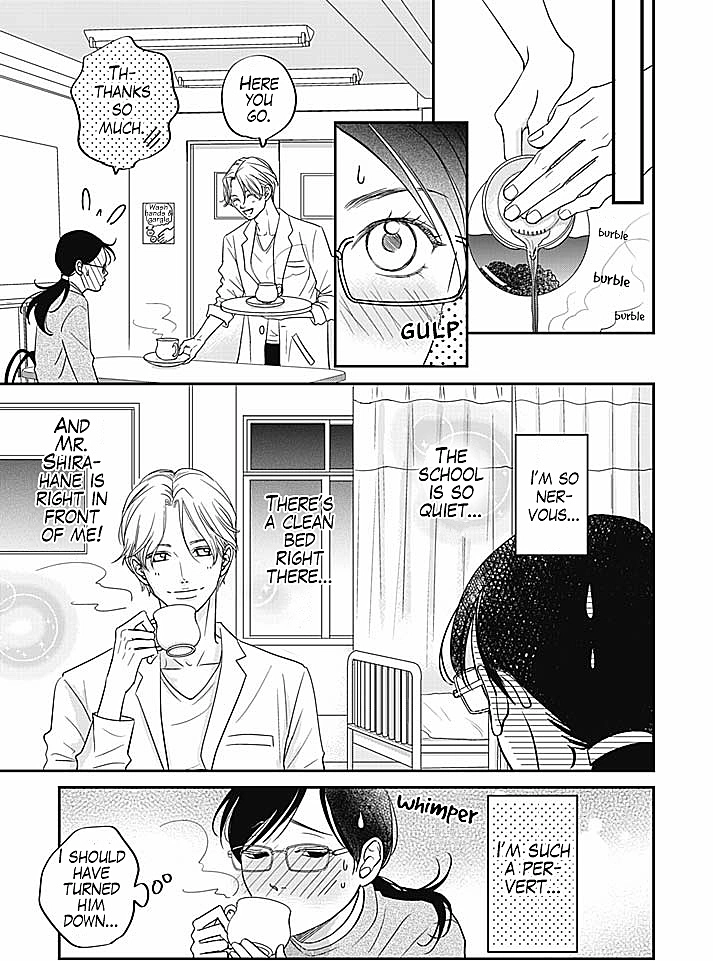 burble
burble
burble
GULP
HERE
YOU
GO.
TH-
THANKS
SO
MUCH.
Wash
hands &
gargle
I'M SO
NER-
VOUS...
THE
SCHOOL
IS SO
QUIET...
THERE'S
A CLEAN
BED
RIGHT
THERE...
AND
MR.
SHIRA-
HANE IS
RIGHT IN
FRONT
OF ME!
I'M SUCH
A PER-
VERT...
whimper
I SHOULD
HAVE
TURNED
HIM
DOWN...